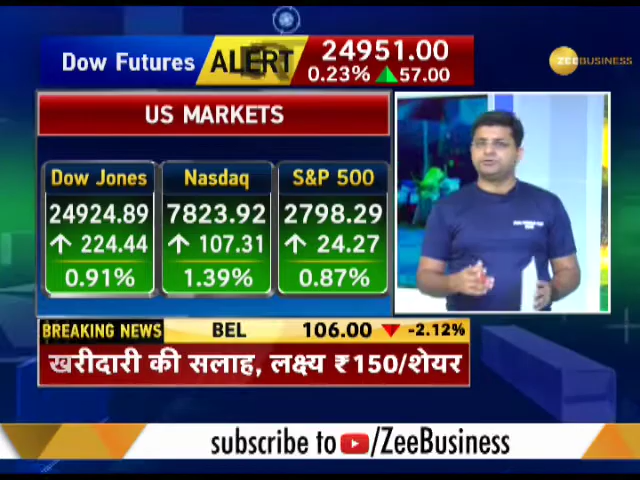 Dow Futures
ALERT
24951.00
0.23% ▲ 57.00
ZEEBUSINESS
US MARKETS
Dow Jones
24924.89
↑ 224.44
0.91%
Nasdaq
7823.92
↑ 107.31
1.39%
S&P 500
2798.29
↑ 24.27
0.87%
BREAKING NEWS
BEL 106.00 ▼ -2.12%
खरीदारी की सलाह, लक्ष्य ₹150/शेयर
subscribe to /ZeeBusiness